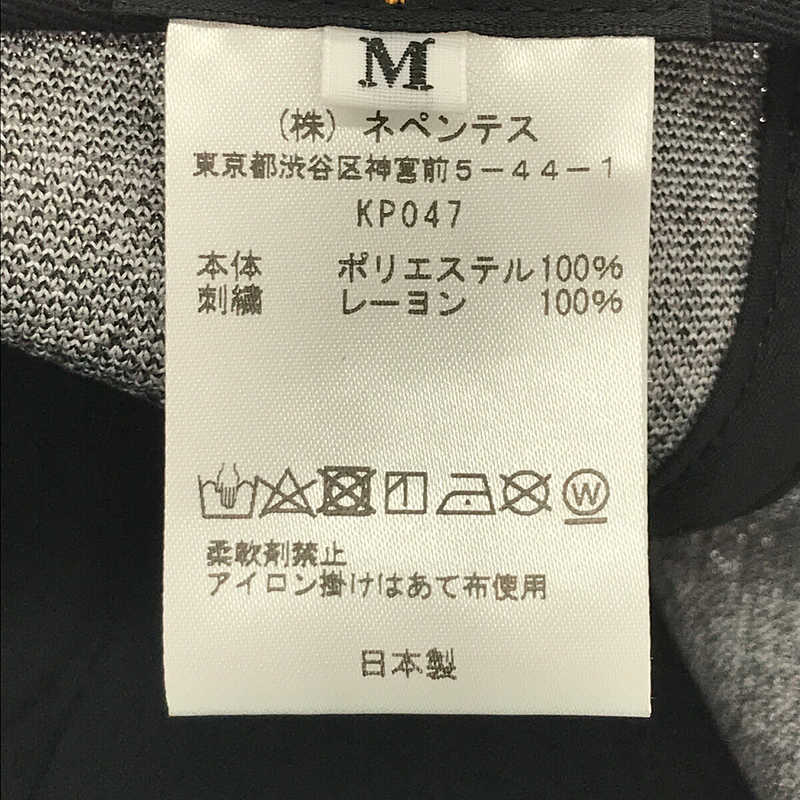 M
(株) ネペンテス
東京都渋谷区神宮前5-44-1
KP047
本体 ポリエステル100%
刺繍 レーヨン 100%
W
柔軟剤禁止
アイロン掛けはあて布使用
日本製